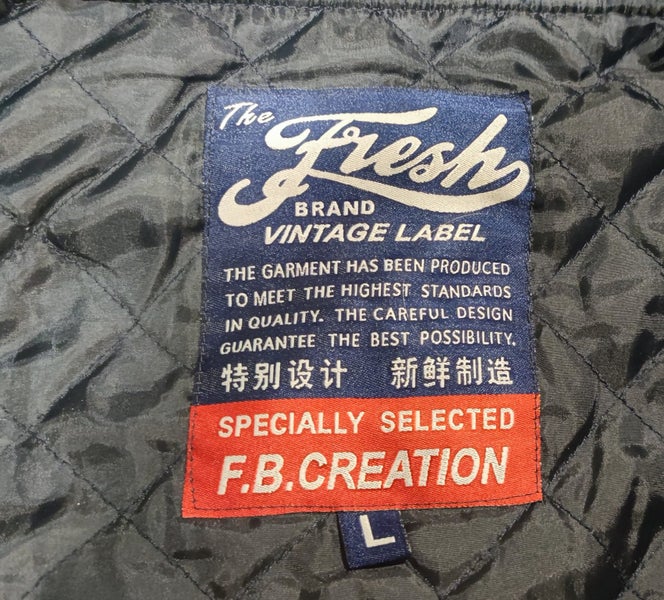 The Fresh
BRAND
VINTAGE LABEL
THE GARMENT HAS BEEN PRODUCED
TO MEET THE HIGHEST STANDARDS
IN QUALITY. THE CAREFUL DESIGN
GUARANTEE THE BEST POSSIBILITY.
特别设计 新鲜制造
SPECIALLY SELECTED
F.B.CREATION
L